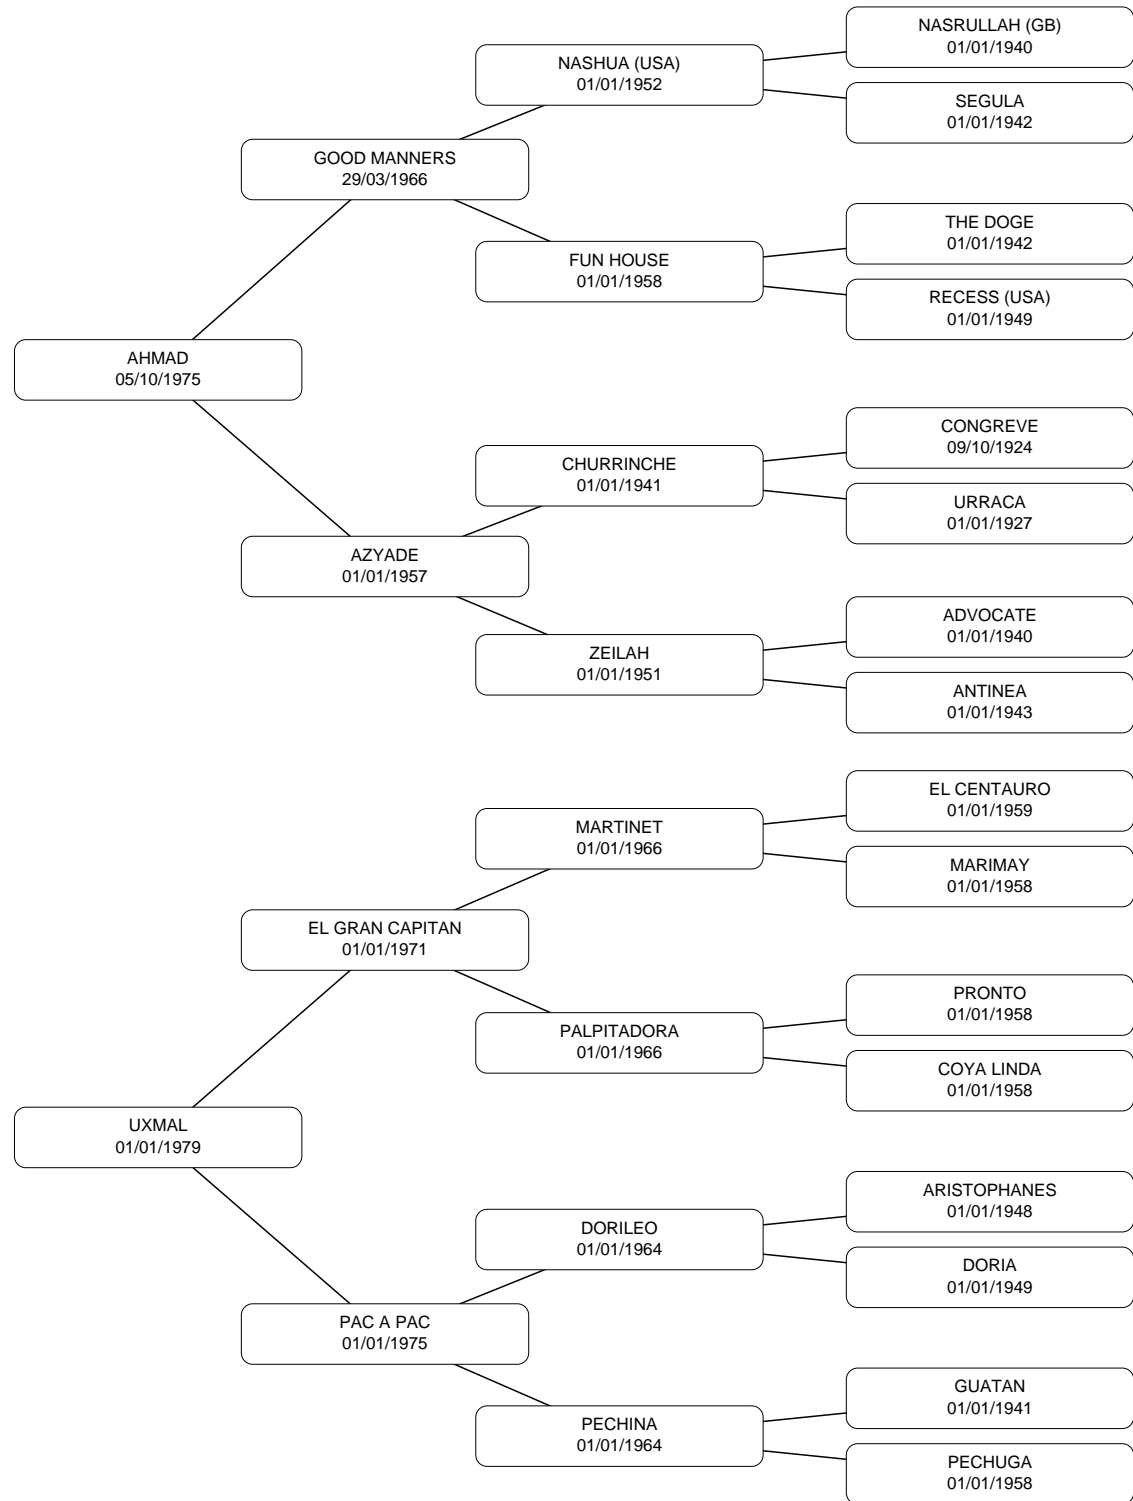 NASRULLAH (GB)
01/01/1940
NASHUA (USA)
01/01/1952
SEGULA
01/01/1942
GOOD MANNERS
29/03/1966
THE DOGE
01/01/1942
FUN HOUSE
01/01/1958
RECESS (USA)
01/01/1949
AHMAD
05/10/1975
CONGREVE
09/10/1924
CHURRINCHE
01/01/1941
URRACA
01/01/1927
AZYADE
01/01/1957
ADVOCATE
01/01/1940
ZEILAH
01/01/1951
ANTINEA
01/01/1943
EL CENTAURO
01/01/1959
MARTINET
01/01/1966
MARIMAY
01/01/1958
EL GRAN CAPITAN
01/01/1971
PRONTO
01/01/1958
PALPITADORA
01/01/1966
COYA LINDA
01/01/1958
UXMAL
01/01/1979
ARISTOPHANES
01/01/1948
DORILEO
01/01/1964
DORIA
01/01/1949
PAC A PAC
01/01/1975
GUATAN
01/01/1941
PECHINA
01/01/1964
PECHUGA
01/01/1958